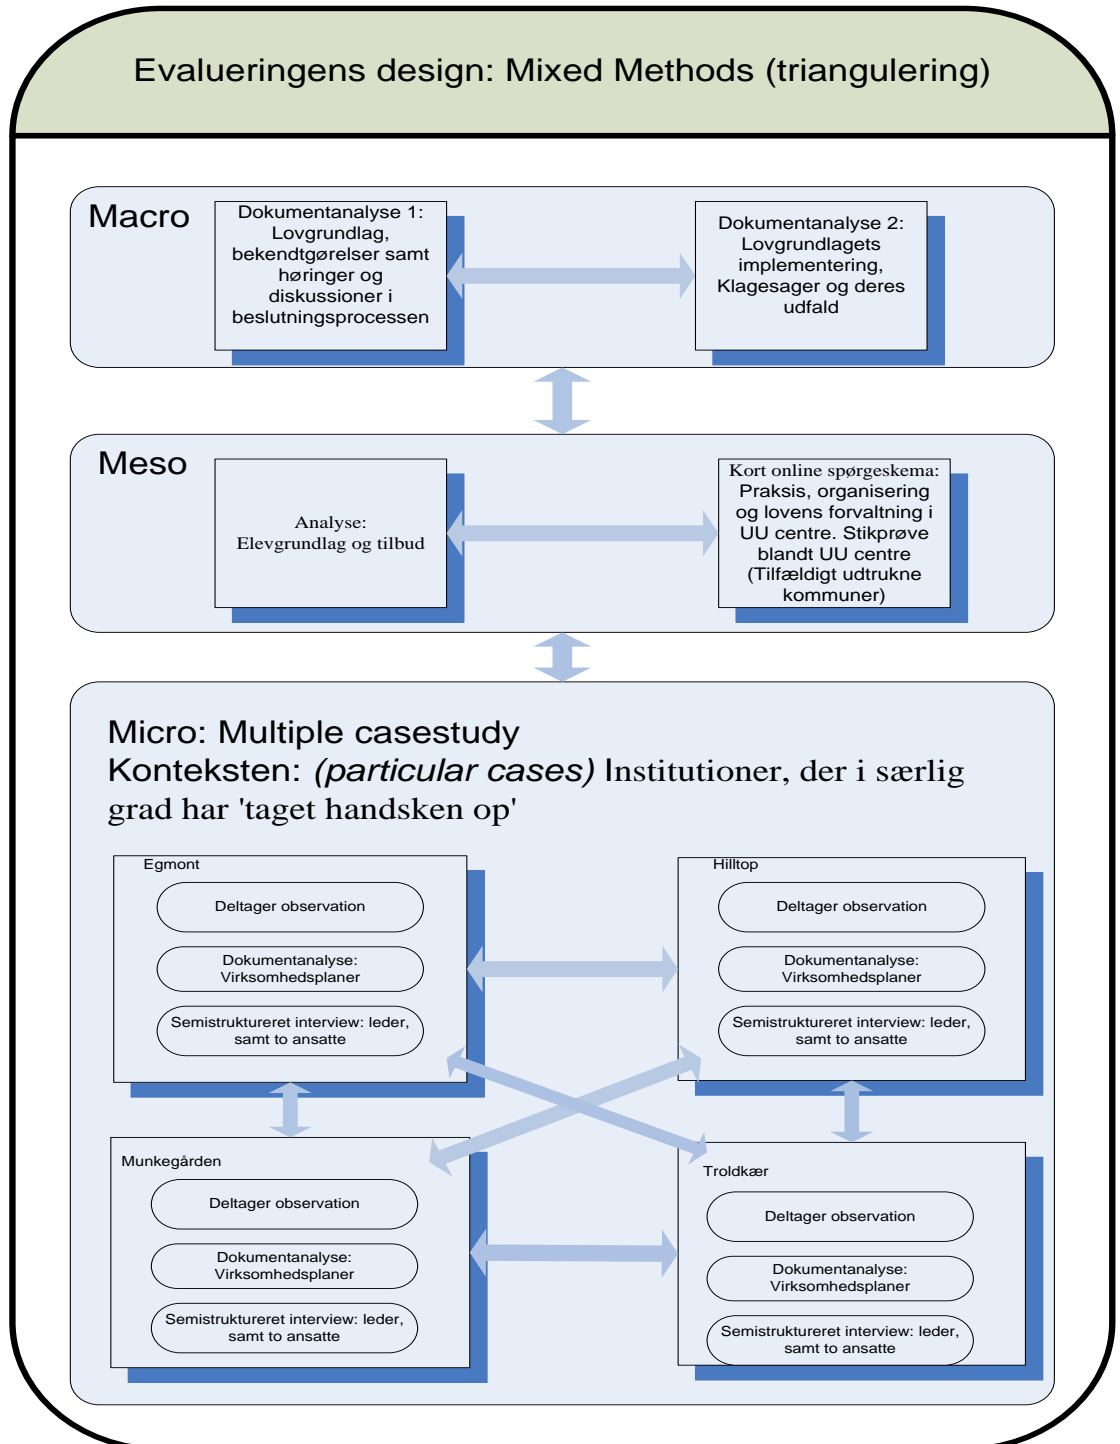 Evalueringens design: Mixed Methods (triangulering)
Macro
Dokumentanalyse 1:
Lovgrundlag,
bekendtgørelser samt
høringer og
diskussioner i
beslutningsprocessen
Dokumentanalyse 2:
Lovgrundlagets
implementering,
Klagesager og deres
udfald
Meso
Analyse:
Elevgrundlag og tilbud
Kort online spørgeskema:
Praksis, organisering
og lovens forvaltning i
UU centre. Stikprøve
blandt UU centre
(Tilfældigt udtrukne
kommuner)
Micro: Multiple casestudy
Konteksten: (particular cases) Institutioner, der i særlig
grad har 'taget handsken op'
Egmont
Deltager observation
Dokumentanalyse:
Virksomhedsplaner
Semistruktureret interview: leder,
samt to ansatte
Hilltop
Deltager observation
Dokumentanalyse:
Virksomhedsplaner
Semistruktureret interview: leder,
samt to ansatte
Munkegården
Deltager observation
Dokumentanalyse:
Virksomhedsplaner
Semistruktureret interview: leder,
samt to ansatte
Troldkær
Deltager observation
Dokumentanalyse:
Virksomhedsplaner
Semistruktureret interview: leder,
samt to ansatte